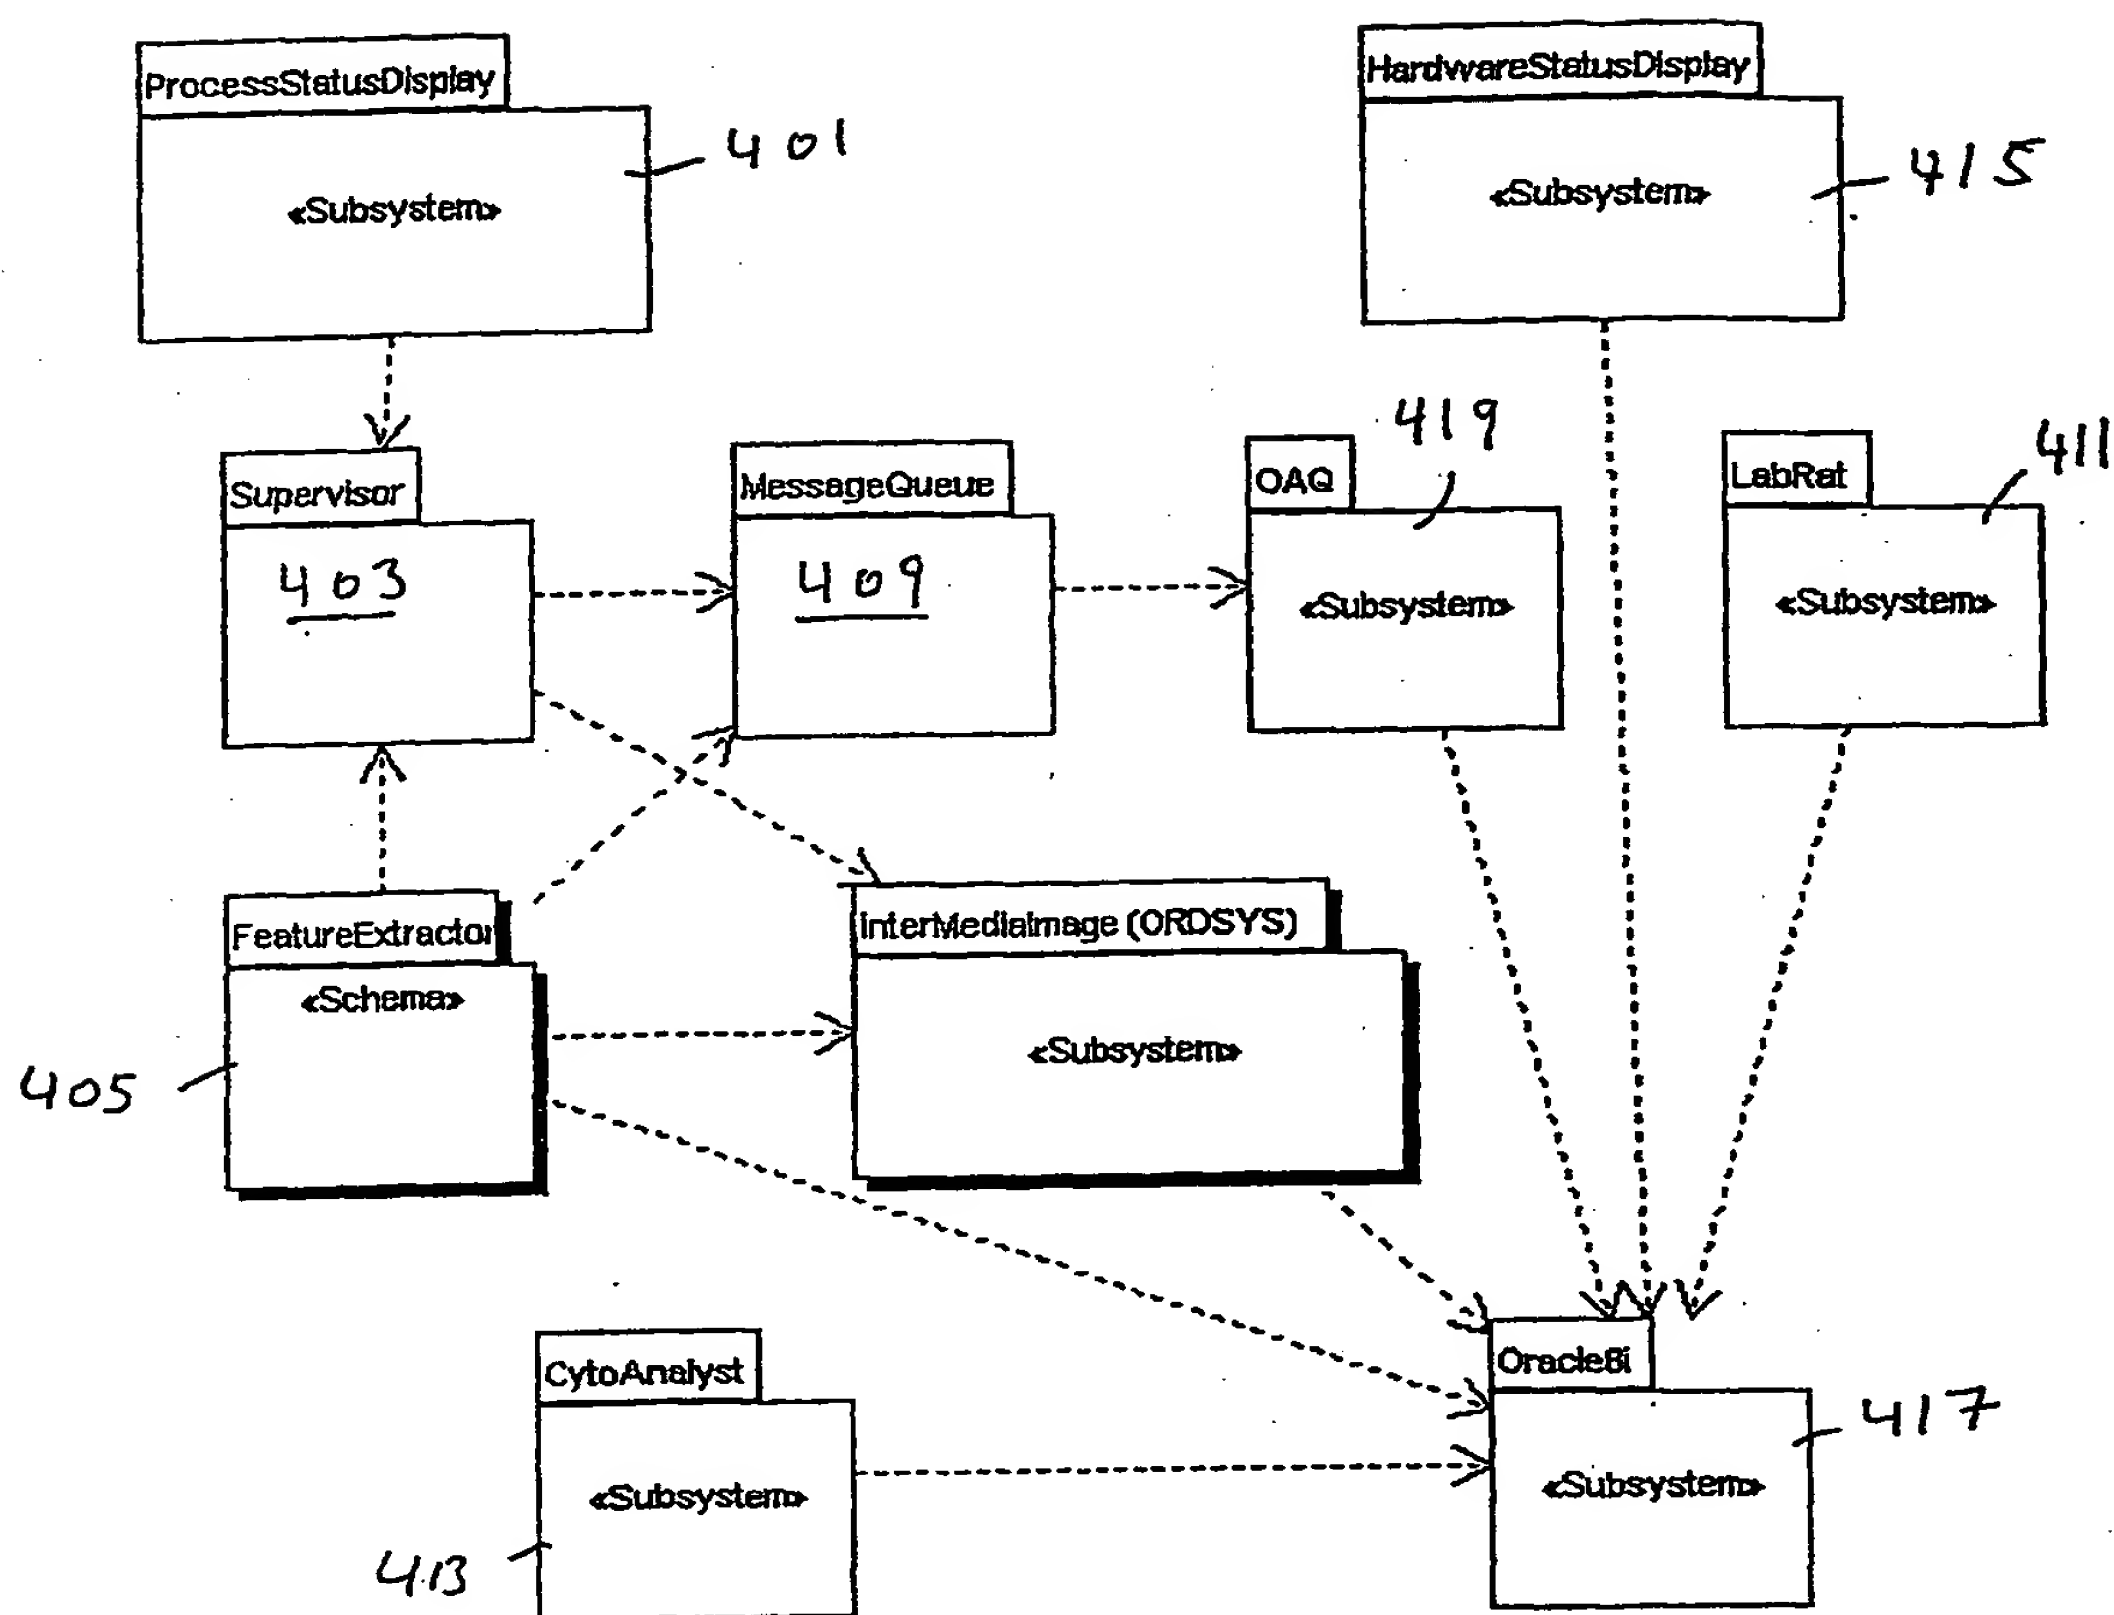 ProcessStatusDisplay
«Subsystem»
401
HardwareStatusDisplay
«Subsystem»
415
Supervisor
403
MessageQueue
409
OAQ
419
«Subsystem»
LabRat
411
«Subsystem»
FeatureExtractor
«Schema»
405
InterMediaImage (ORDSYS)
«Subsystem»
CytoAnalyst
«Subsystem»
413
Oracle8i
«Subsystem»
417